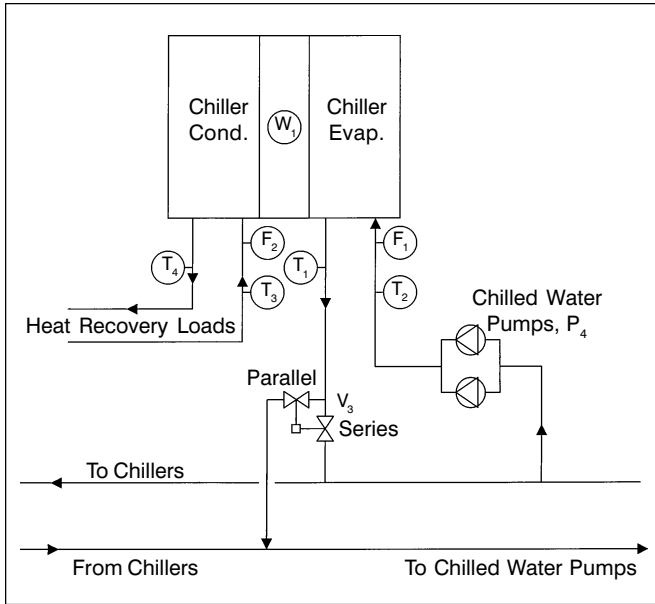 Chiller
Cond.
W1
Chiller
Evap.
F2
F1
T4
T1
T3
T2
Chilled Water
Pumps, P4
Heat Recovery Loads
Parallel
V3
Series
To Chillers
From Chillers
To Chilled Water Pumps